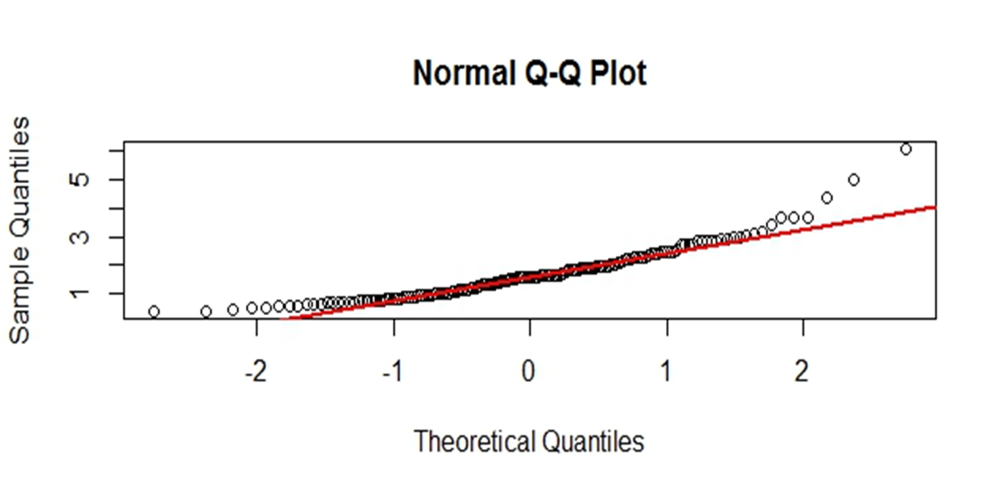 Normal Q-Q Plot
Sample Quantiles
5
3
1
-2 -1 0 1 2
Theoretical Quantiles